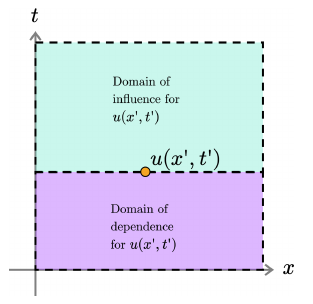 t
Domain of
influence for
u(x', t')
u(x', t')
Domain of
dependence
for u(x', t')
x